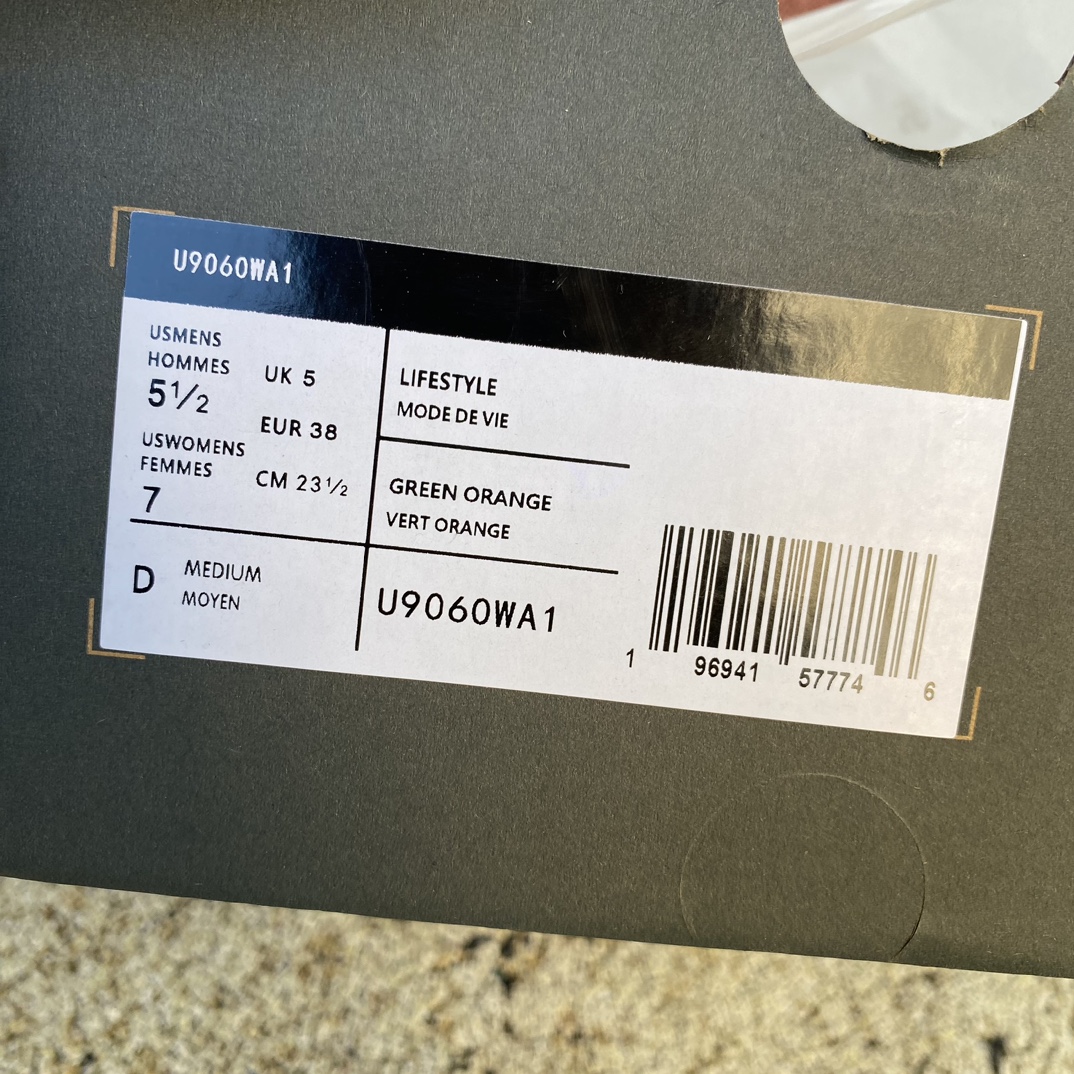 U9060WA1
USMENS
HOMMES
5½
UK 5
EUR 38
USWOMENS
FEMMES
7
CM 23½
LIFESTYLE
MODE DE VIE
GREEN ORANGE
VERT ORANGE
D
MEDIUM
MOYEN
U9060WA1
1 96941 57774 6